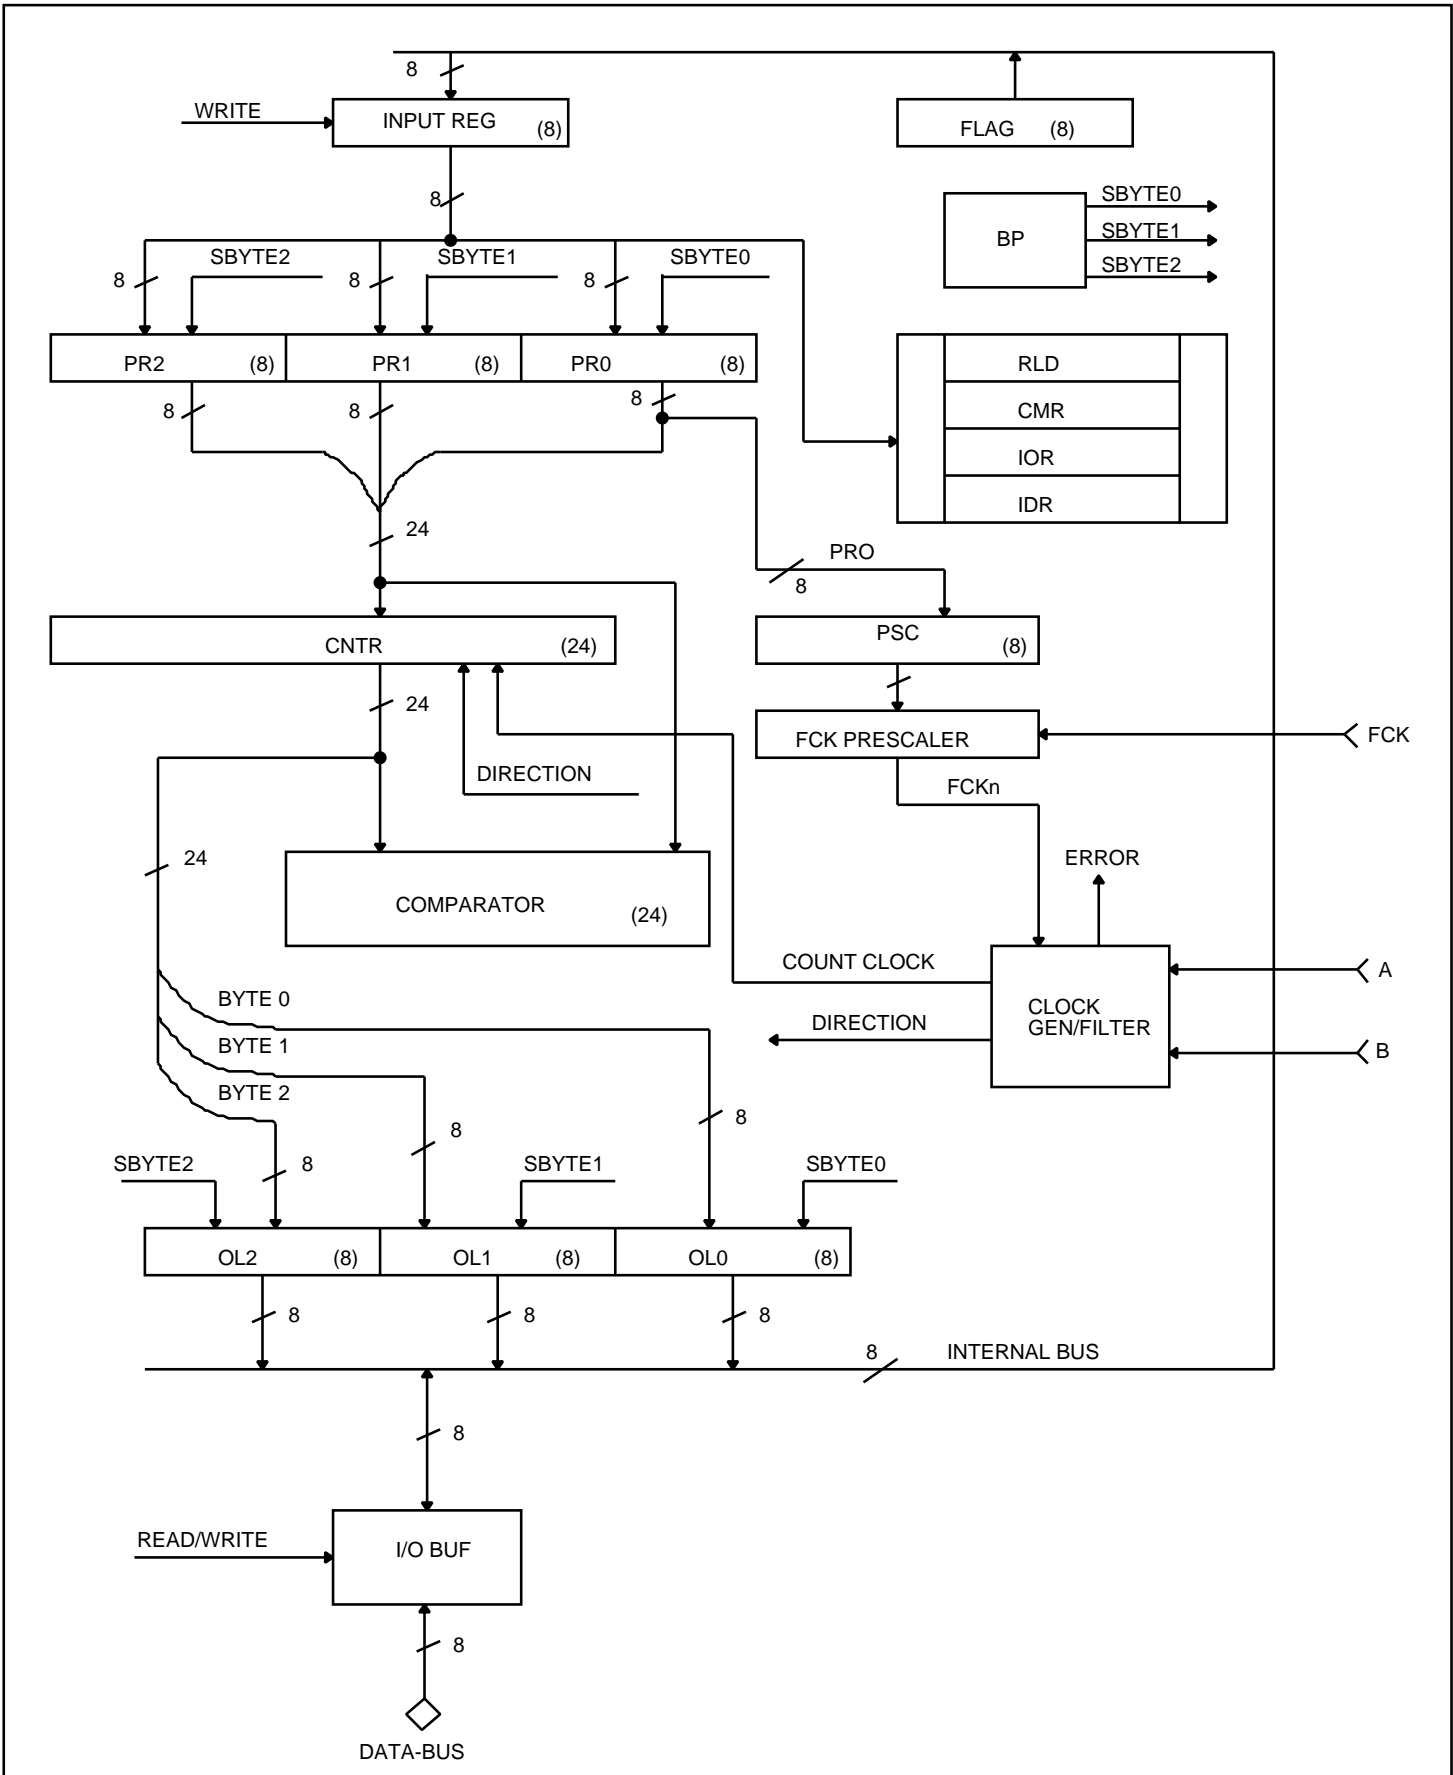 8
WRITE
INPUT REG (8)
FLAG (8)
8
SBYTE0
BP
SBYTE1
SBYTE2
SBYTE2
SBYTE1
SBYTE0
8
8
8
PR2 (8)
PR1 (8)
PR0 (8)
RLD
CMR
IOR
IDR
8
8
8
24
PRO
8
CNTR (24)
PSC (8)
24
FCK PRESCALER
FCK
DIRECTION
FCKn
24
ERROR
COMPARATOR (24)
COUNT CLOCK
A
BYTE 0
CLOCK
GEN/FILTER
DIRECTION
BYTE 1
B
BYTE 2
8
8
8
SBYTE2
SBYTE1
SBYTE0
OL2 (8)
OL1 (8)
OL0 (8)
8
8
8
8
INTERNAL BUS
8
READ/WRITE
I/O BUF
8
DATA-BUS